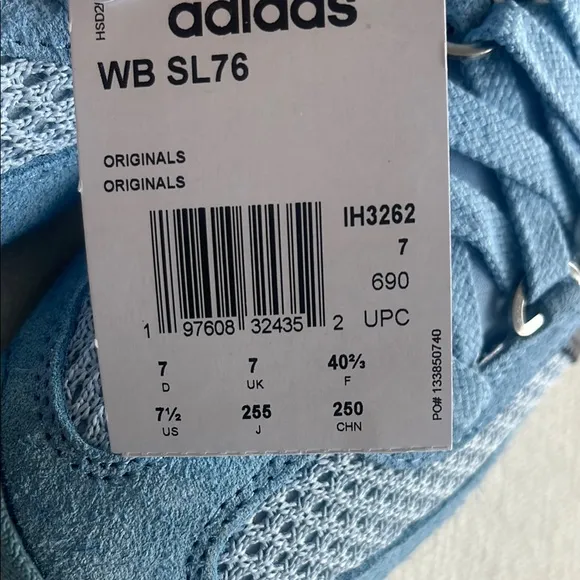 adidas
HSD2/
WB SL76
ORIGINALS
ORIGINALS
IH3262
7
690
1 97608 32435 2 UPC
7 7 40⅔
D UK F
7½ 255 250
US J CHN
PO# 133850740